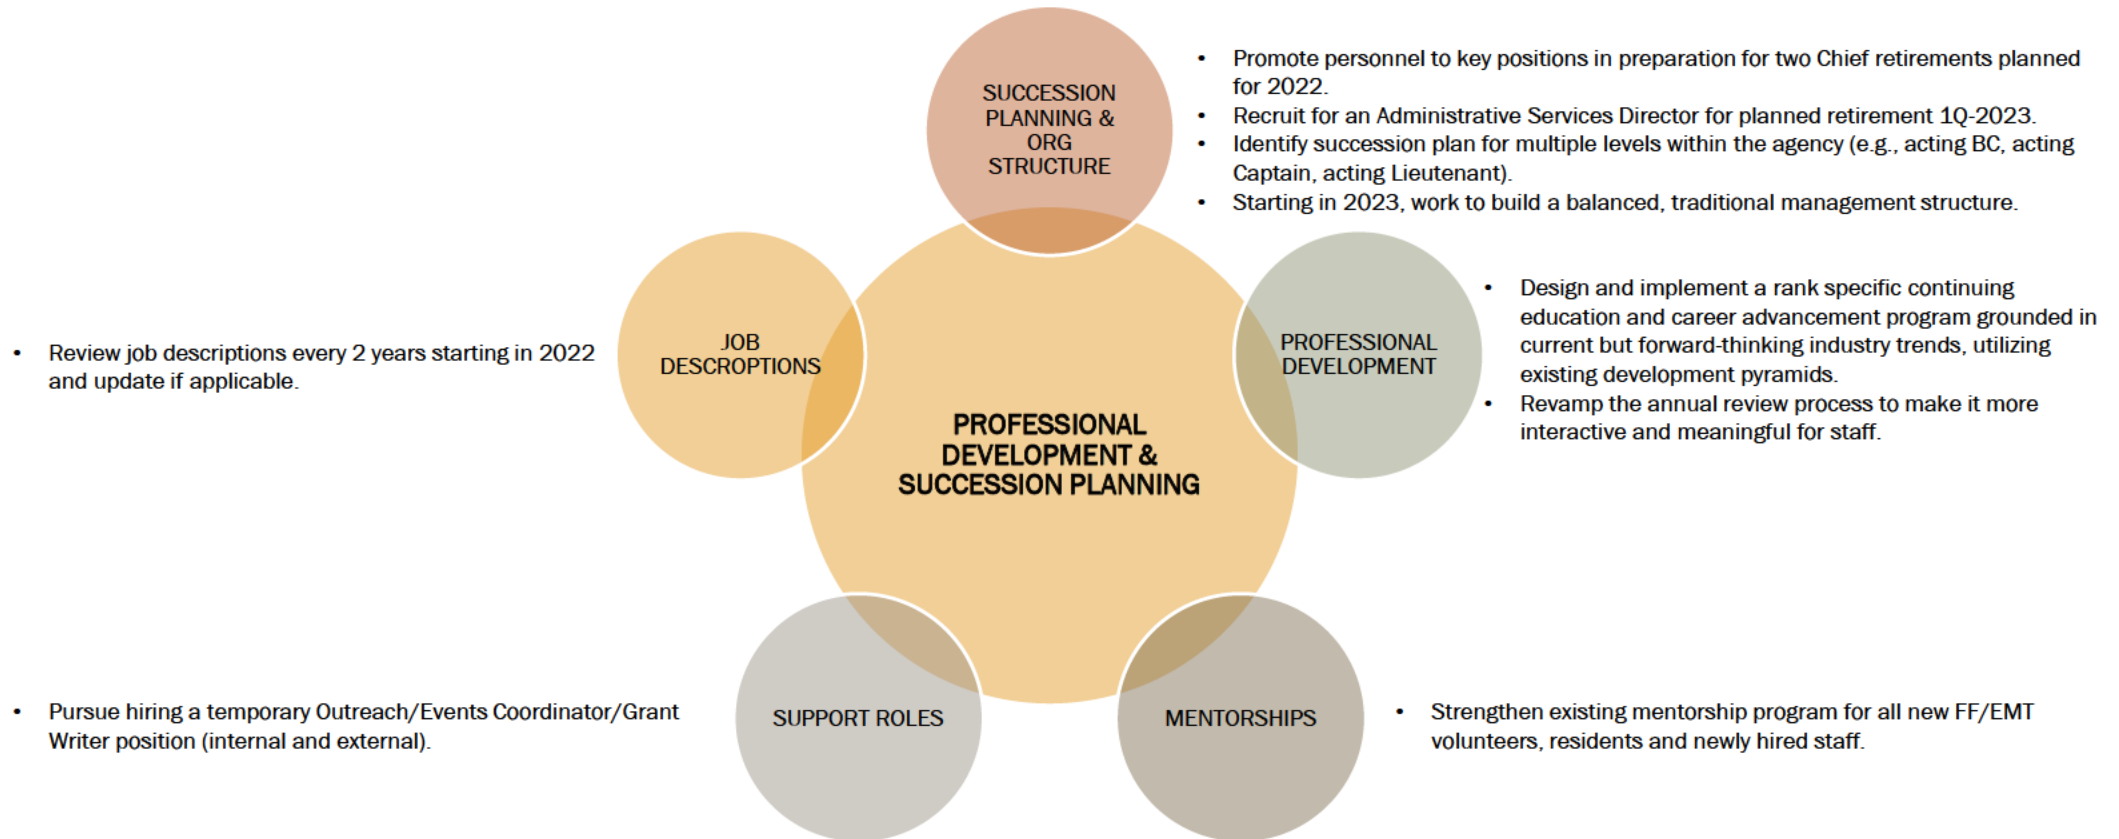 SUCCESSION
PLANNING &
ORG
STRUCTURE
• Promote personnel to key positions in preparation for two Chief retirements planned
for 2022.
• Recruit for an Administrative Services Director for planned retirement 1Q-2023.
• Identify succession plan for multiple levels within the agency (e.g., acting BC, acting
Captain, acting Lieutenant).
• Starting in 2023, work to build a balanced, traditional management structure.
PROFESSIONAL
DEVELOPMENT
• Design and implement a rank specific continuing
education and career advancement program grounded in
current but forward-thinking industry trends, utilizing
existing development pyramids.
• Revamp the annual review process to make it more
interactive and meaningful for staff.
• Review job descriptions every 2 years starting in 2022
and update if applicable.
JOB
DESCROPTIONS
PROFESSIONAL
DEVELOPMENT &
SUCCESSION PLANNING
• Pursue hiring a temporary Outreach/Events Coordinator/Grant
Writer position (internal and external).
SUPPORT ROLES
MENTORSHIPS
• Strengthen existing mentorship program for all new FF/EMT
volunteers, residents and newly hired staff.